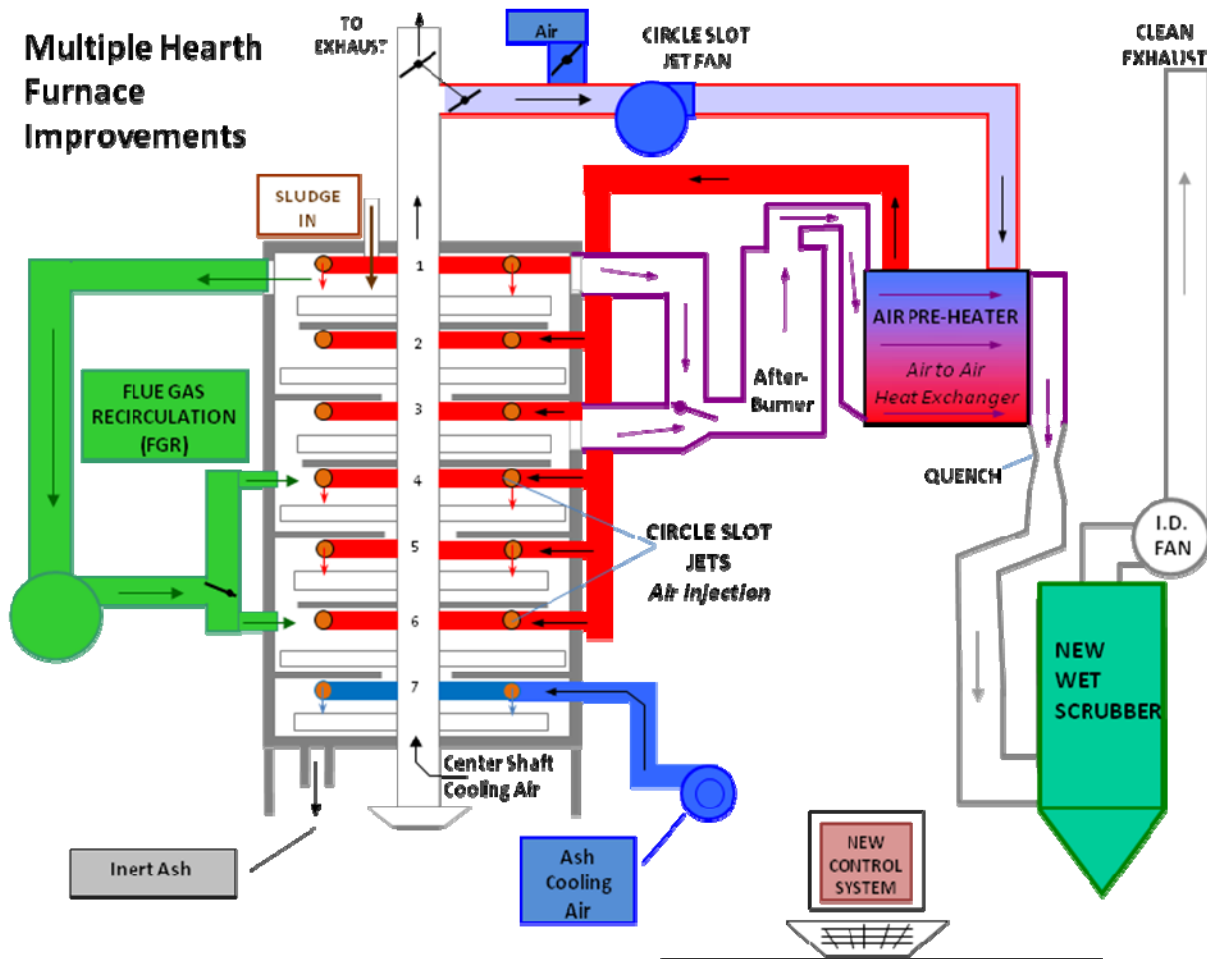 Multiple Hearth
Furnace
Improvements
TO
EXHAUST
Air
CIRCLE SLOT
JET FAN
CLEAN
EXHAUST
SLUDGE
IN
1
2
3
4
5
6
7
FLUE GAS
RECIRCULATION
(FGR)
After-
Burner
AIR PRE-HEATER
Air to Air
Heat Exchanger
QUENCH
CIRCLE SLOT
JETS
Air Injection
I.D.
FAN
NEW
WET
SCRUBBER
Center Shaft
Cooling Air
Inert Ash
Ash
Cooling
Air
NEW
CONTROL
SYSTEM